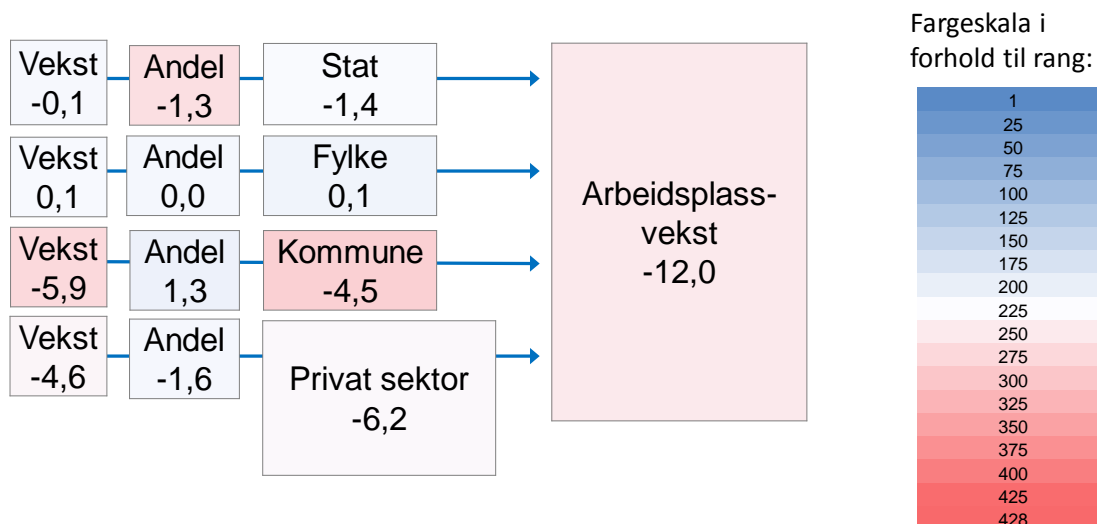 Fargeskala i
forhold til rang:
Vekst
-0,1
Andel
-1,3
Stat
-1,4
Vekst
0,1
Andel
0,0
Fylke
0,1
Vekst
-5,9
Andel
1,3
Kommune
-4,5
Vekst
-4,6
Andel
-1,6
Privat sektor
-6,2
Arbeidsplass-
vekst
-12,0
1
25
50
75
100
125
150
175
200
225
250
275
300
325
350
375
400
425
428